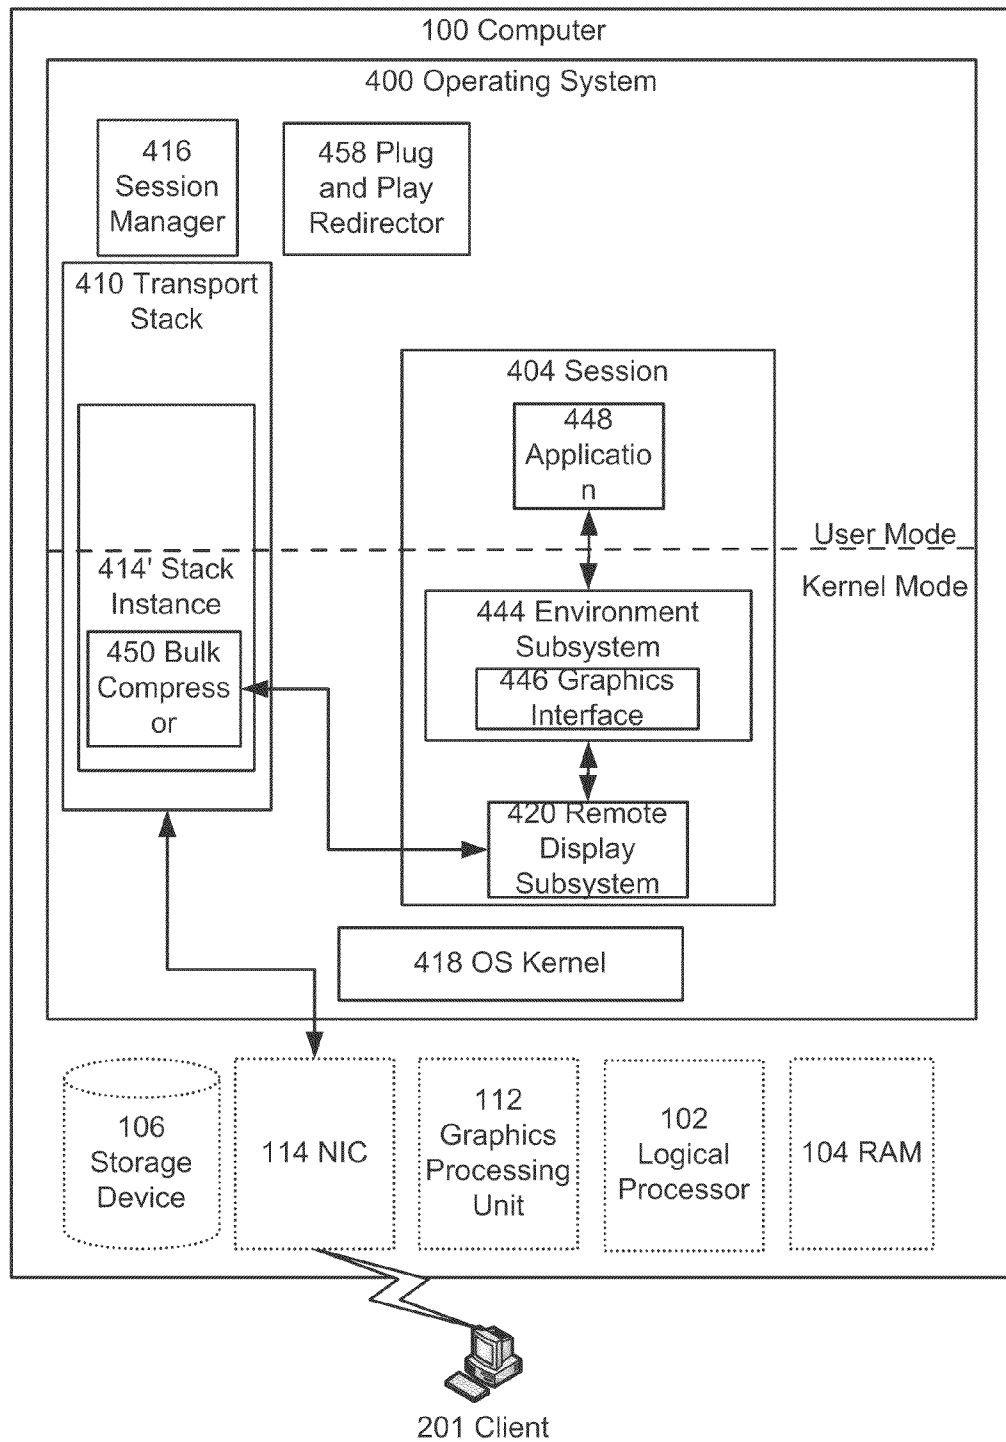 100 Computer
400 Operating System
416
Session
Manager
458 Plug
and Play
Redirector
410 Transport
Stack
404 Session
448
Applicatio
n
User Mode
Kernel Mode
414' Stack
Instance
450 Bulk
Compress
or
444 Environment
Subsystem
446 Graphics
Interface
420 Remote
Display
Subsystem
418 OS Kernel
106
Storage
Device
114 NIC
112
Graphics
Processing
Unit
102
Logical
Processor
104 RAM
201 Client